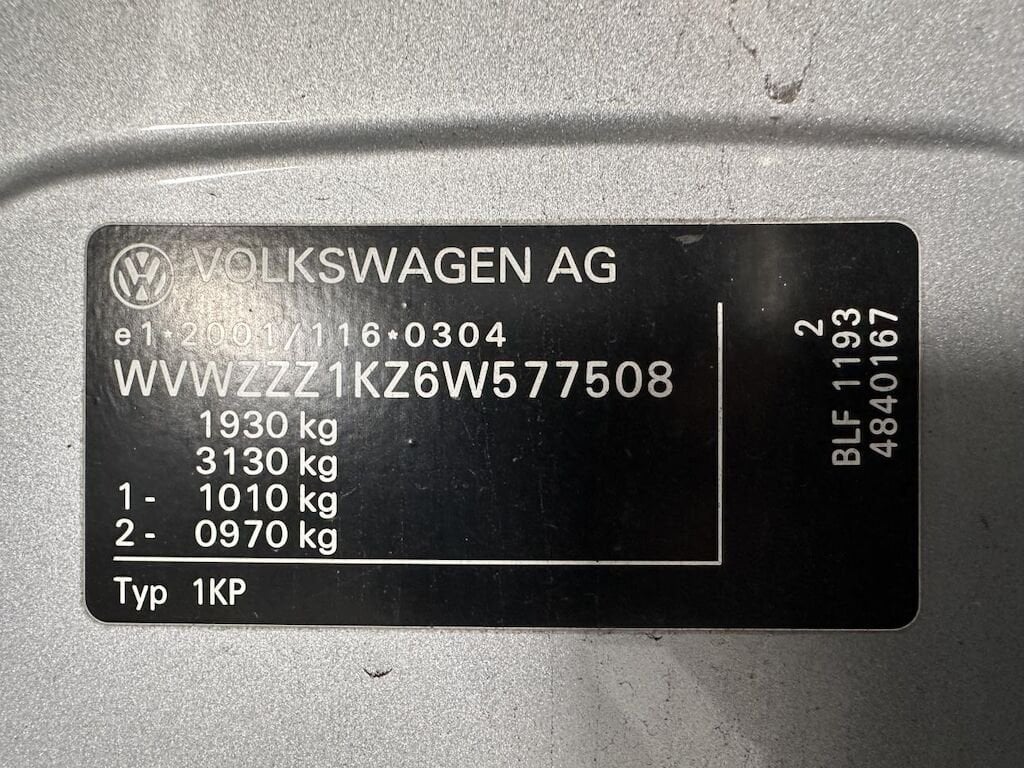 VOLKSWAGEN AG
e1*2001/116*0304
WVWZZZ1KZ6W577508
1930 kg
3130 kg
1- 1010 kg
2- 0970 kg
Typ 1KP
2
BLF 1193
4840167